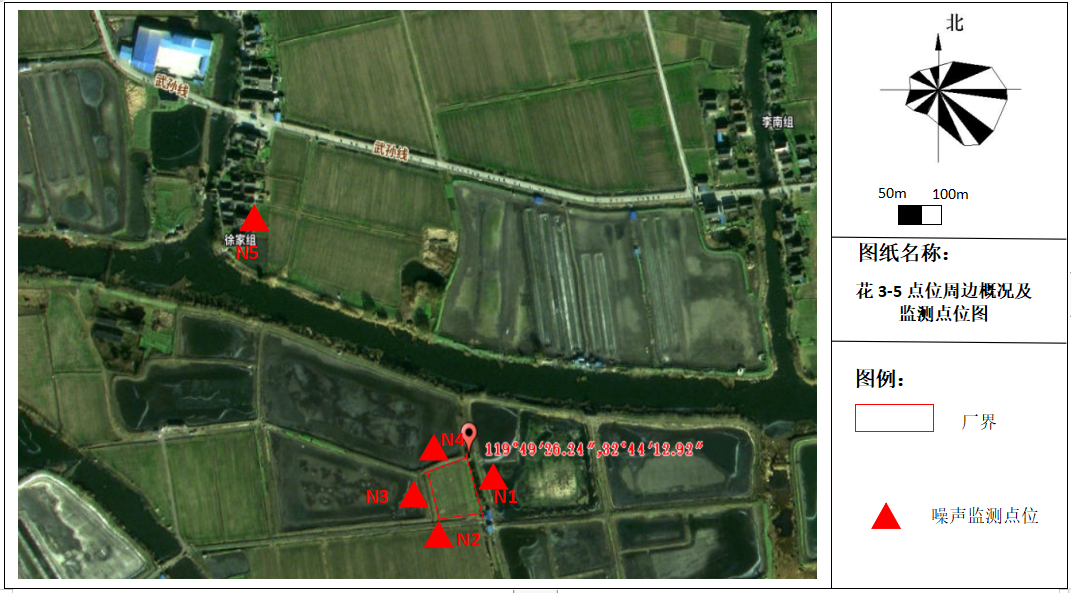 武孙线
武孙线
李南组
徐家组
N5
N4
119°49′26.24″,32°44′12.92″
N3
N1
N2
北
50m 100m
图纸名称：
花 3-5 点位周边概况及
监测点位图
图例：
厂界
噪声监测点位